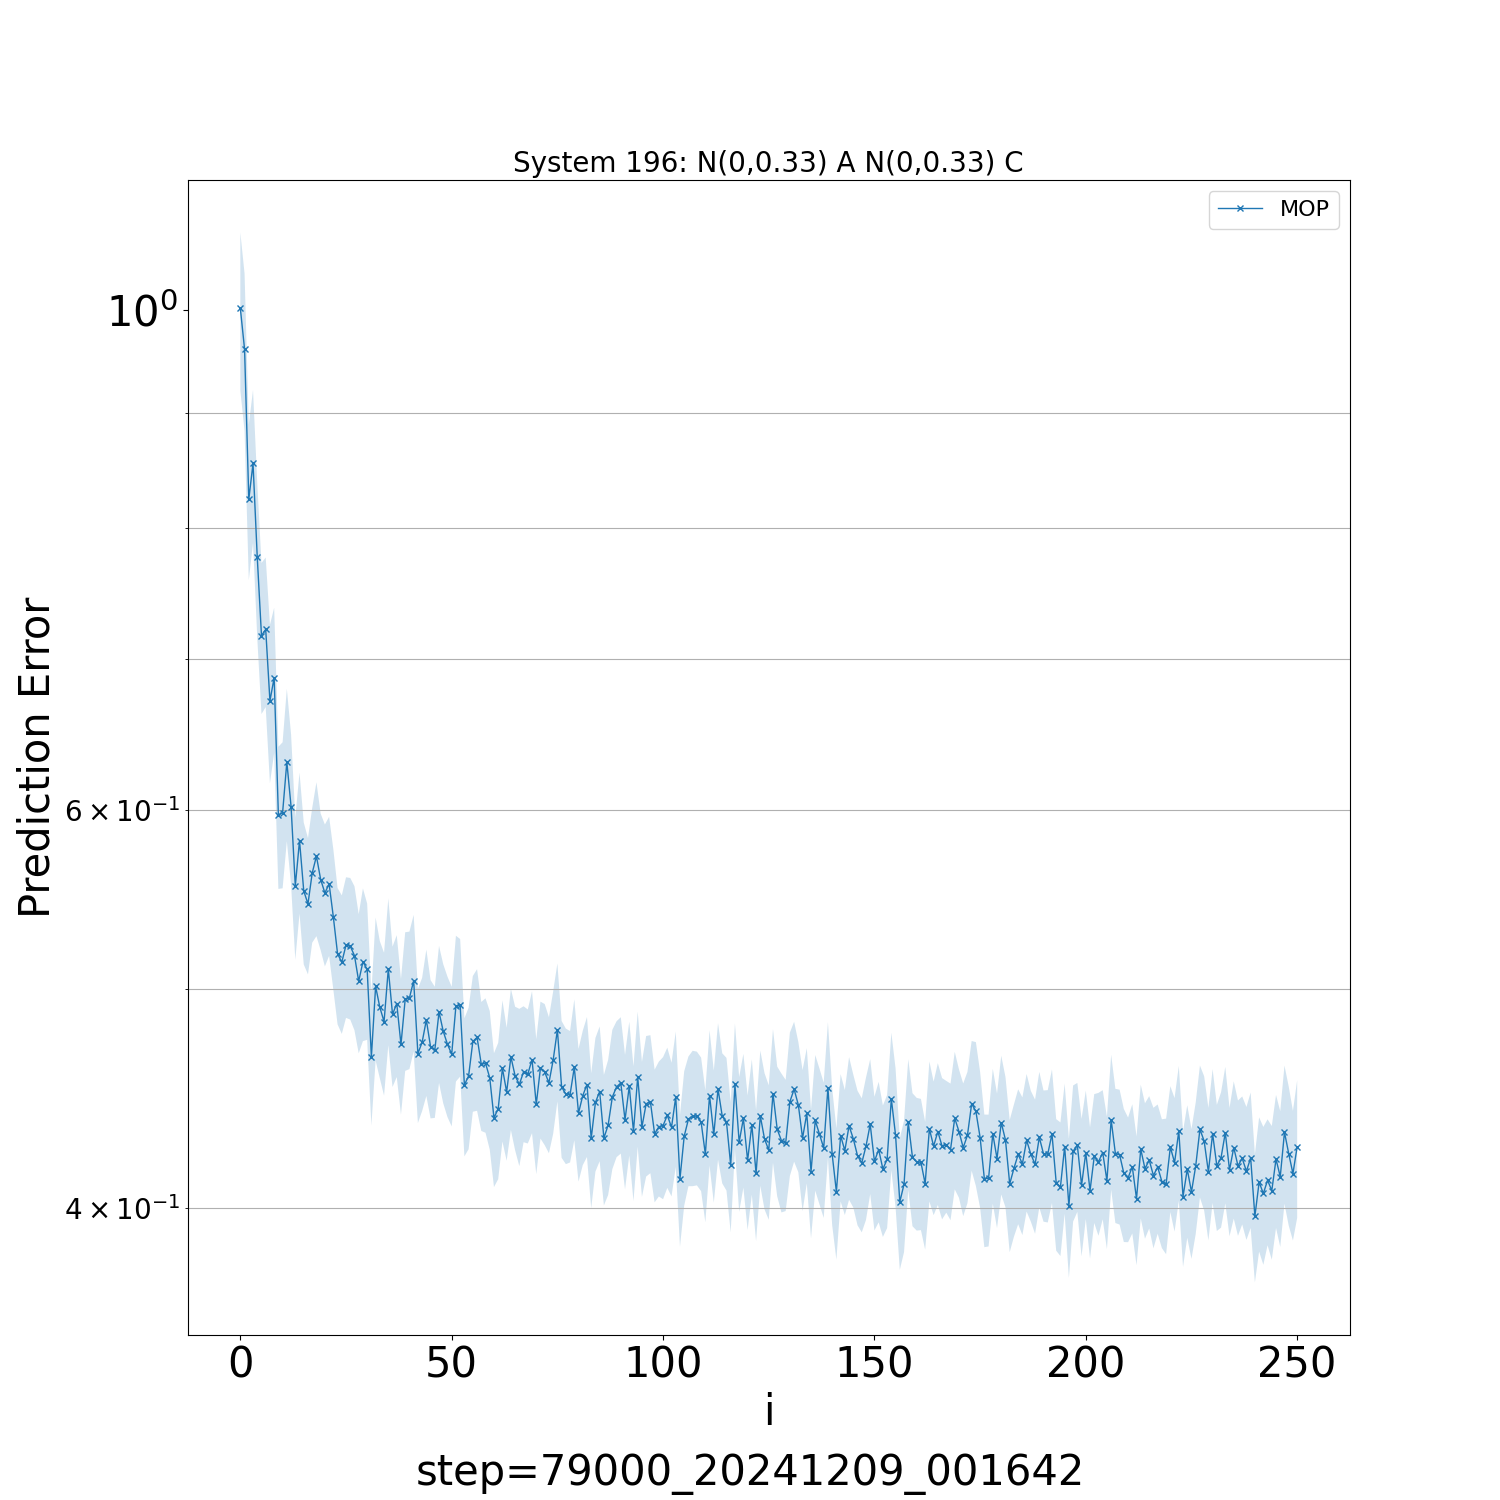 System 196: N(0,0.33) A N(0,0.33) C
MOP
Prediction Error
10⁰
6 × 10⁻¹
4 × 10⁻¹
0 50 100 150 200 250
i
step=79000_20241209_001642